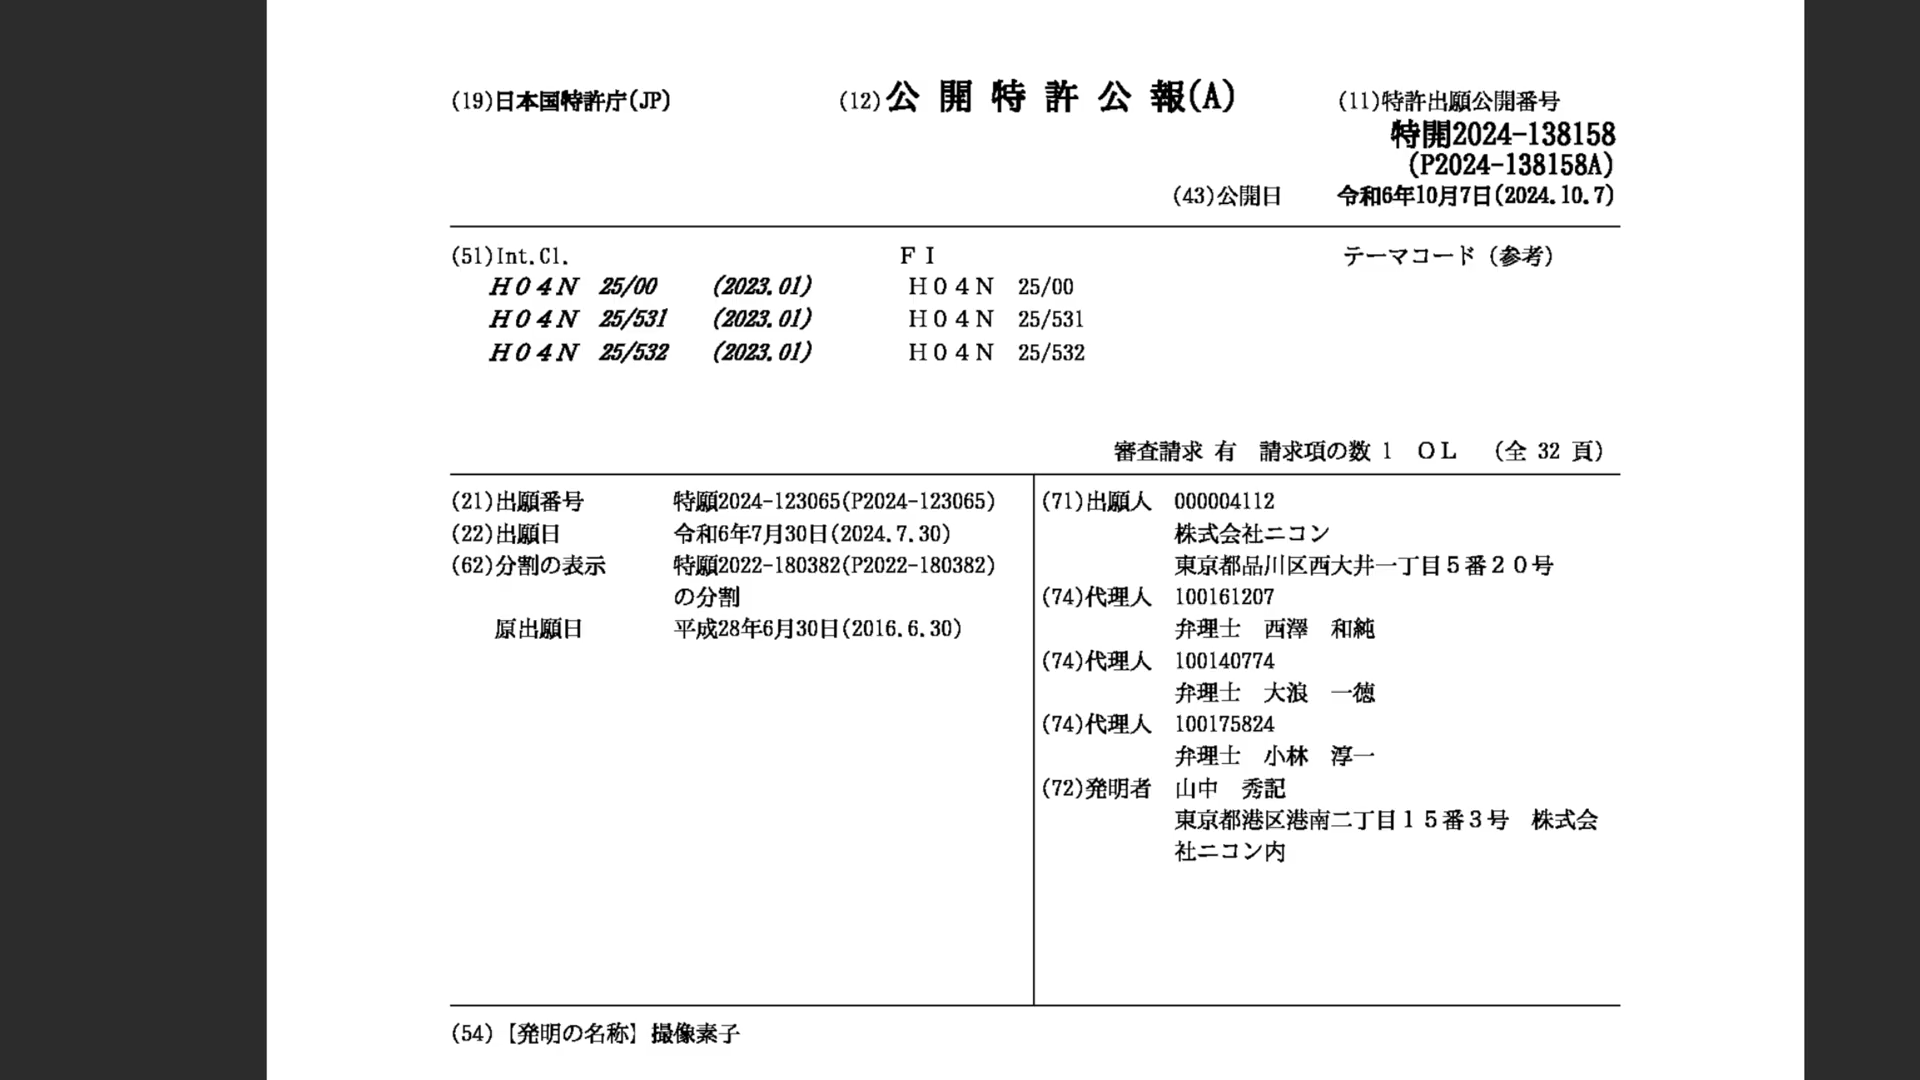 (19)日本国特許庁(JP)
(12)公開特許公報(A)
(11)特許出願公開番号
特開2024-138158
(P2024-138158A)
(43)公開日 令和6年10月7日(2024.10.7)
(51)Int.Cl. FI テーマコード（参考）
H04N 25/00 (2023.01) H04N 25/00
H04N 25/531 (2023.01) H04N 25/531
H04N 25/532 (2023.01) H04N 25/532
審査請求 有 請求項の数 1 OL （全 32 頁）
(21)出願番号 特願2024-123065(P2024-123065)
(22)出願日 令和6年7月30日(2024.7.30)
(62)分割の表示 特願2022-180382(P2022-180382)
の分割
原出願日 平成28年6月30日(2016.6.30)
(71)出願人 000004112
株式会社ニコン
東京都品川区西大井一丁目５番２０号
(74)代理人 100161207
弁理士 西澤 和純
(74)代理人 100140774
弁理士 大浪 一徳
(74)代理人 100175824
弁理士 小林 淳一
(72)発明者 山中 秀記
東京都港区港南二丁目１５番３号 株式会
社ニコン内
(54)【発明の名称】撮像素子